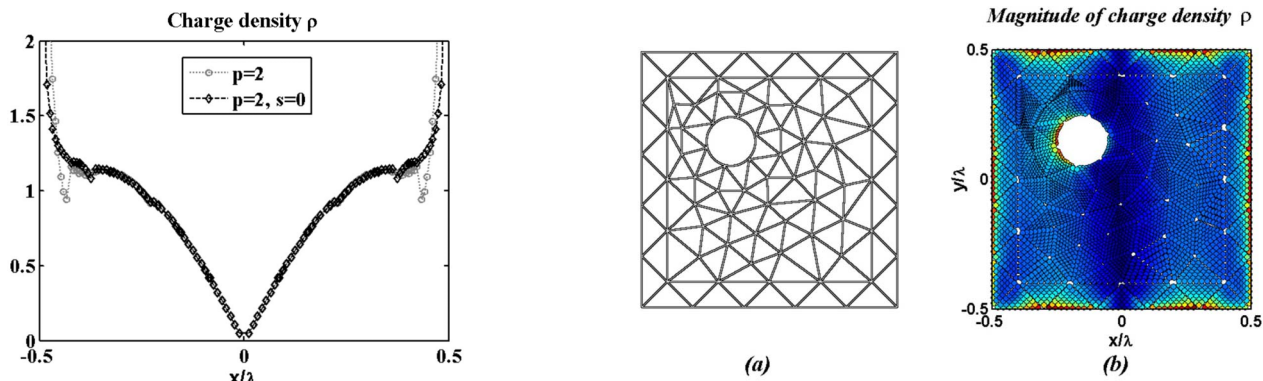 Charge density ρ
2
1.5
1
0.5
0
-0.5
0
0.5
x/λ
p=2
p=2, s=0
(a)
Magnitude of charge density ρ
0.5
y/λ
0
-0.5
-0.5
0
0.5
x/λ
(b)